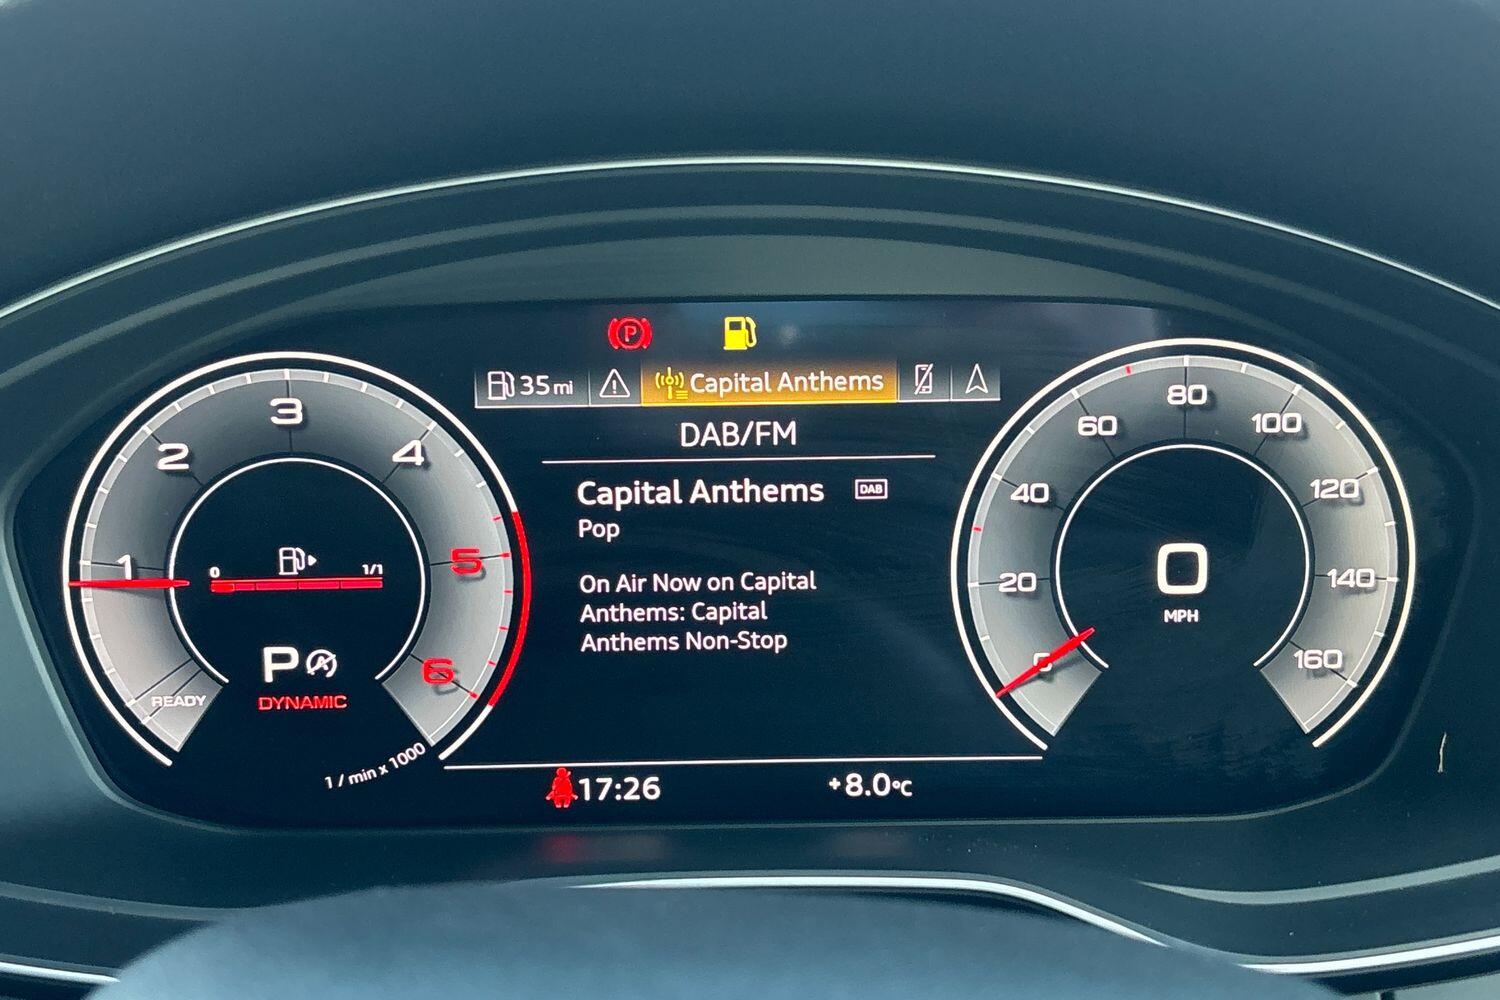 P
35 mi
Capital Anthems
DAB/FM
Capital Anthems DAB
Pop
On Air Now on Capital
Anthems: Capital
Anthems Non-Stop
READY
1
2
3
4
5
6
1 / min x 1000
0
1/1
P A
DYNAMIC
0
20
40
60
80
100
120
140
160
0
MPH
17:26
+8.0°C